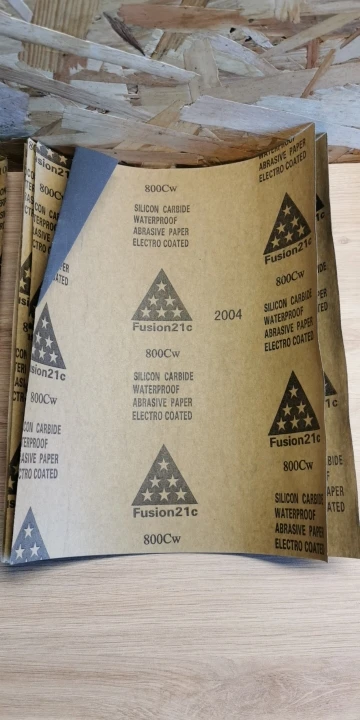 Fusion21c
800Cw
SILICON CARBIDE
WATERPROOF
ABRASIVE PAPER
ELECTRO COATED
Fusion21c
2004
800Cw
SILICON CARBIDE
WATERPROOF
ABRASIVE PAPER
ELECTRO COATED
Fusion21c
800Cw
WATERPROOF
ABRASIVE PAPER
ELECTRO COATED
Fusion21c
800Cw
SILICON CARBIDE
WATERPROOF
ABRASIVE PAPER
ELECTRO COATED
Fusion21c
800Cw
SILICON CARBIDE
WATERPROOF
ABRASIVE PAPER
ELECTRO COATED
800Cw